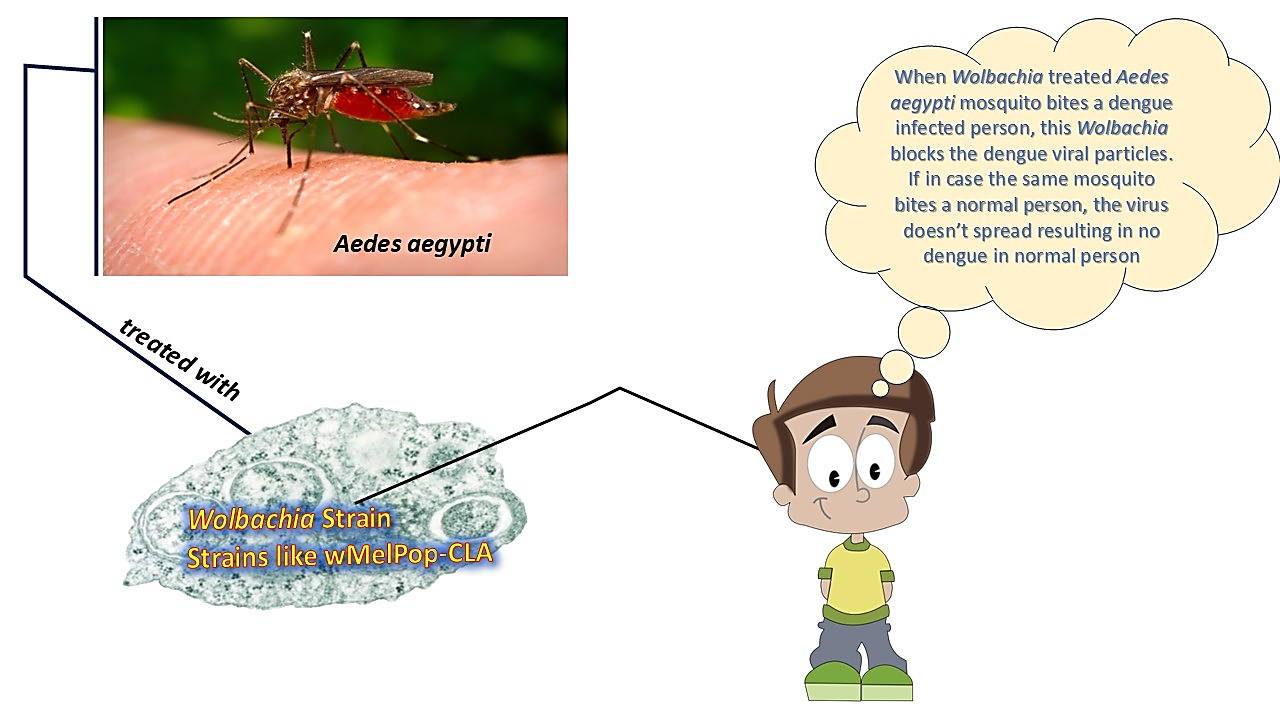 Aedes aegypti
treated with
Wolbachia Strain
Strains like wMelPop-CLA
When Wolbachia treated Aedes
aegypti mosquito bites a dengue
infected person, this Wolbachia
blocks the dengue viral particles.
If in case the same mosquito
bites a normal person, the virus
doesn’t spread resulting in no
dengue in normal person